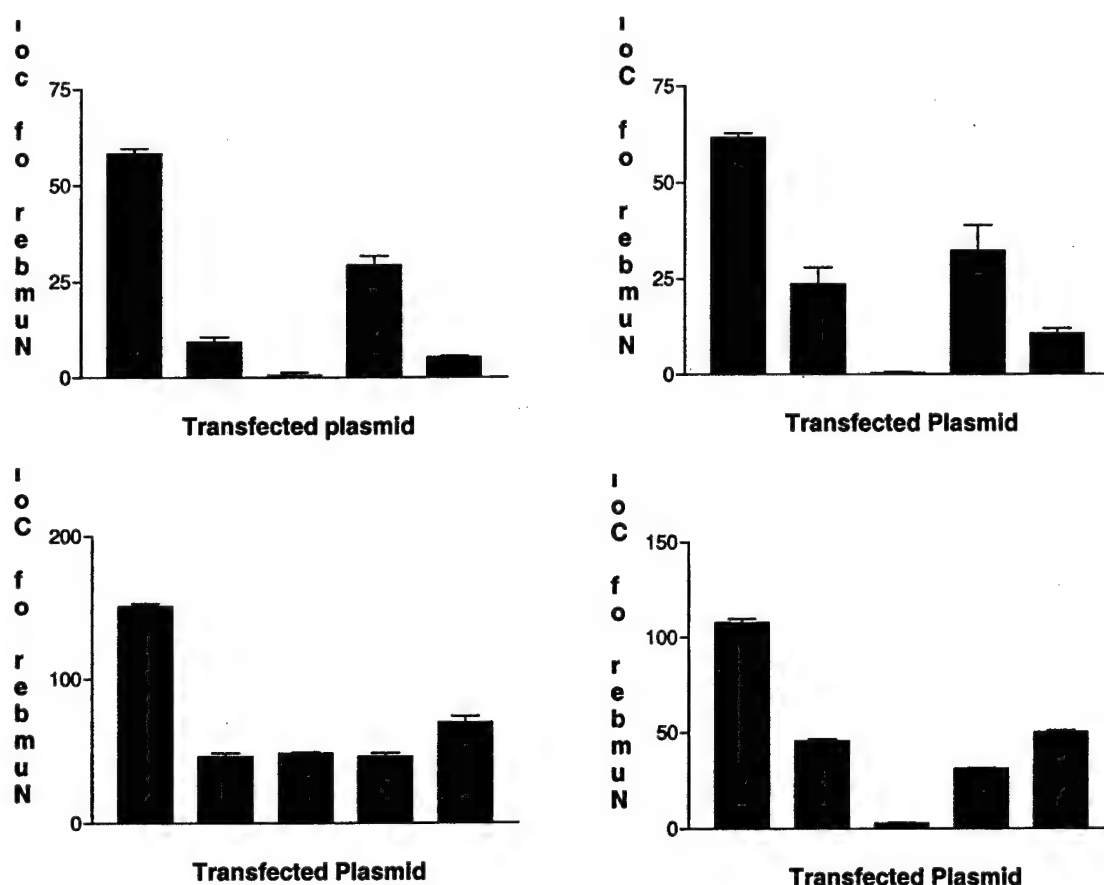 Number of col
75
50
25
0
Transfected plasmid
Number of Col
75
50
25
0
Transfected Plasmid
Number of Col
200
100
0
Transfected Plasmid
Number of Col
150
100
50
0
Transfected Plasmid